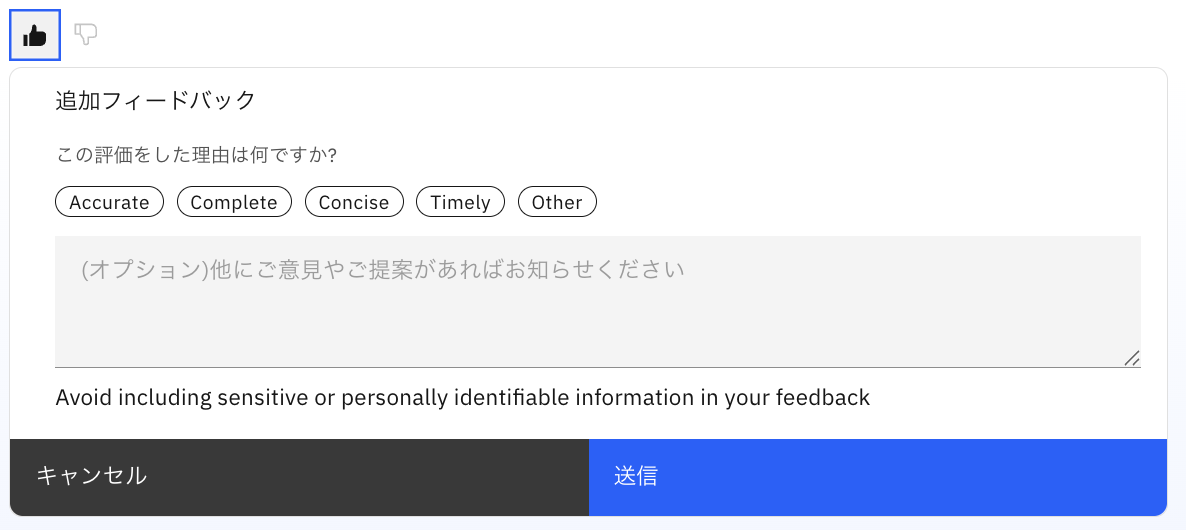 追加フィードバック
この評価をした理由は何ですか?
Accurate Complete Concise Timely Other
(オプション)他にご意見やご提案があればお知らせください
Avoid including sensitive or personally identifiable information in your feedback
キャンセル 送信